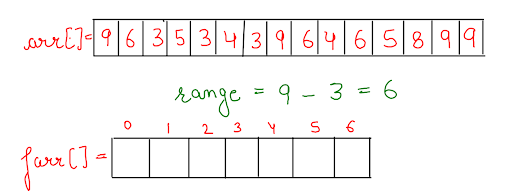 arr[]= 9 6 3 5 3 4 3 9 6 4 6 5 8 9 9
range = 9 - 3 = 6
0 1 2 3 4 5 6
farr[] =